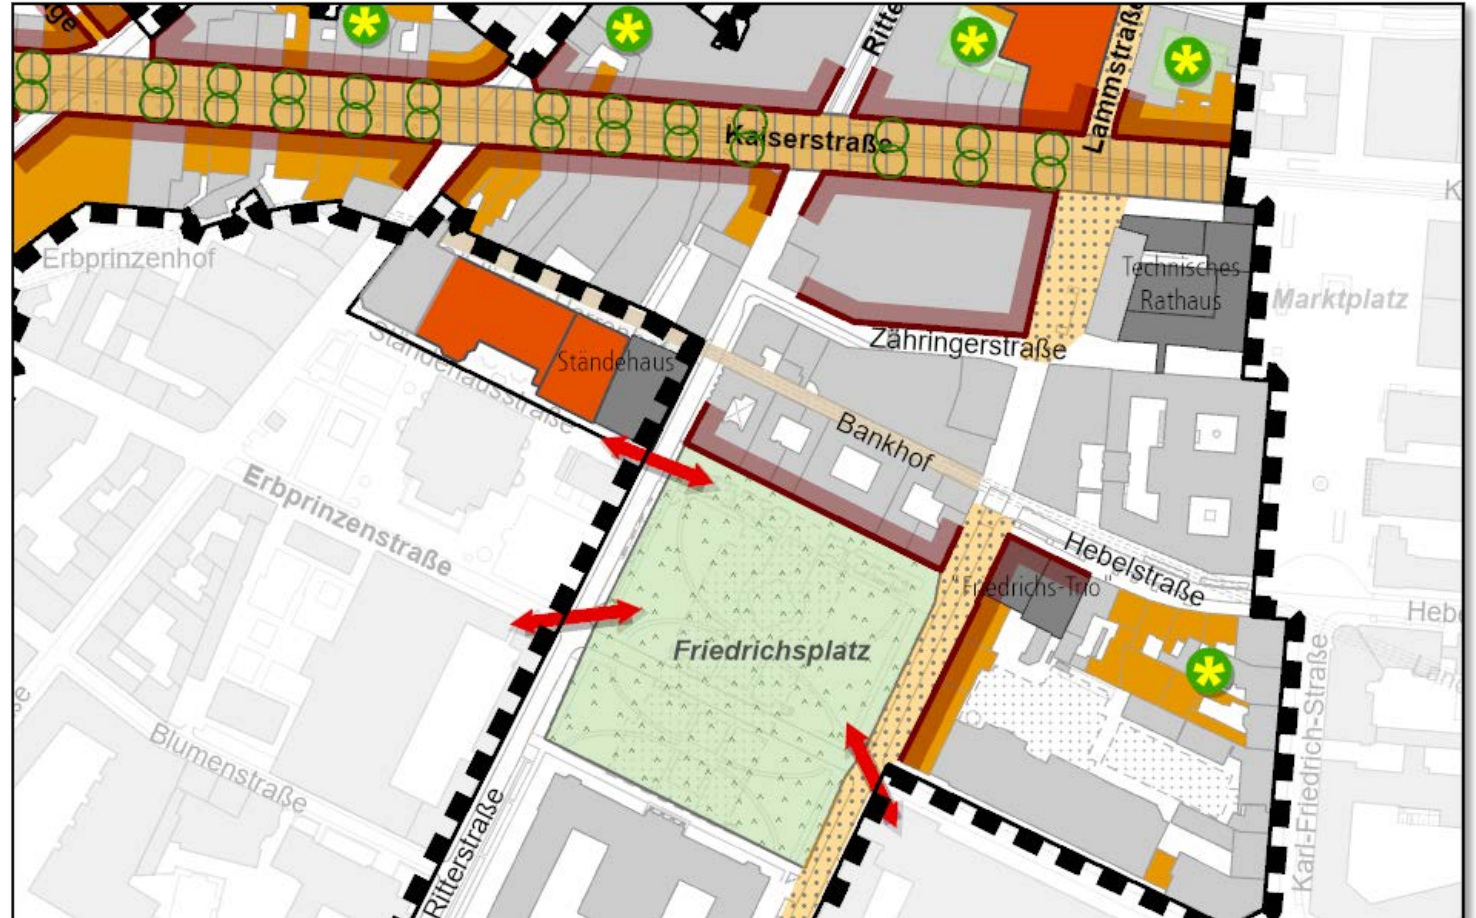 Ritte
Lammstraße
Kaiserstraße
Erbprinzenhof
Technisches
Rathaus
Marktplatz
Zähringerstraße
Ständehaus
Ständehausstraße
Bankhof
Erbprinzenstraße
Hebelstraße
"Friedrichs-Trio"
Hebe
Friedrichsplatz
Blumenstraße
Ritterstraße
Karl-Friedrich-Straße
K